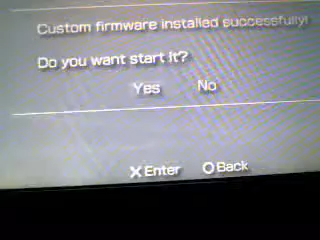 Custom firmware installed successfully!
Do you want start it?
Yes No
X Enter O Back